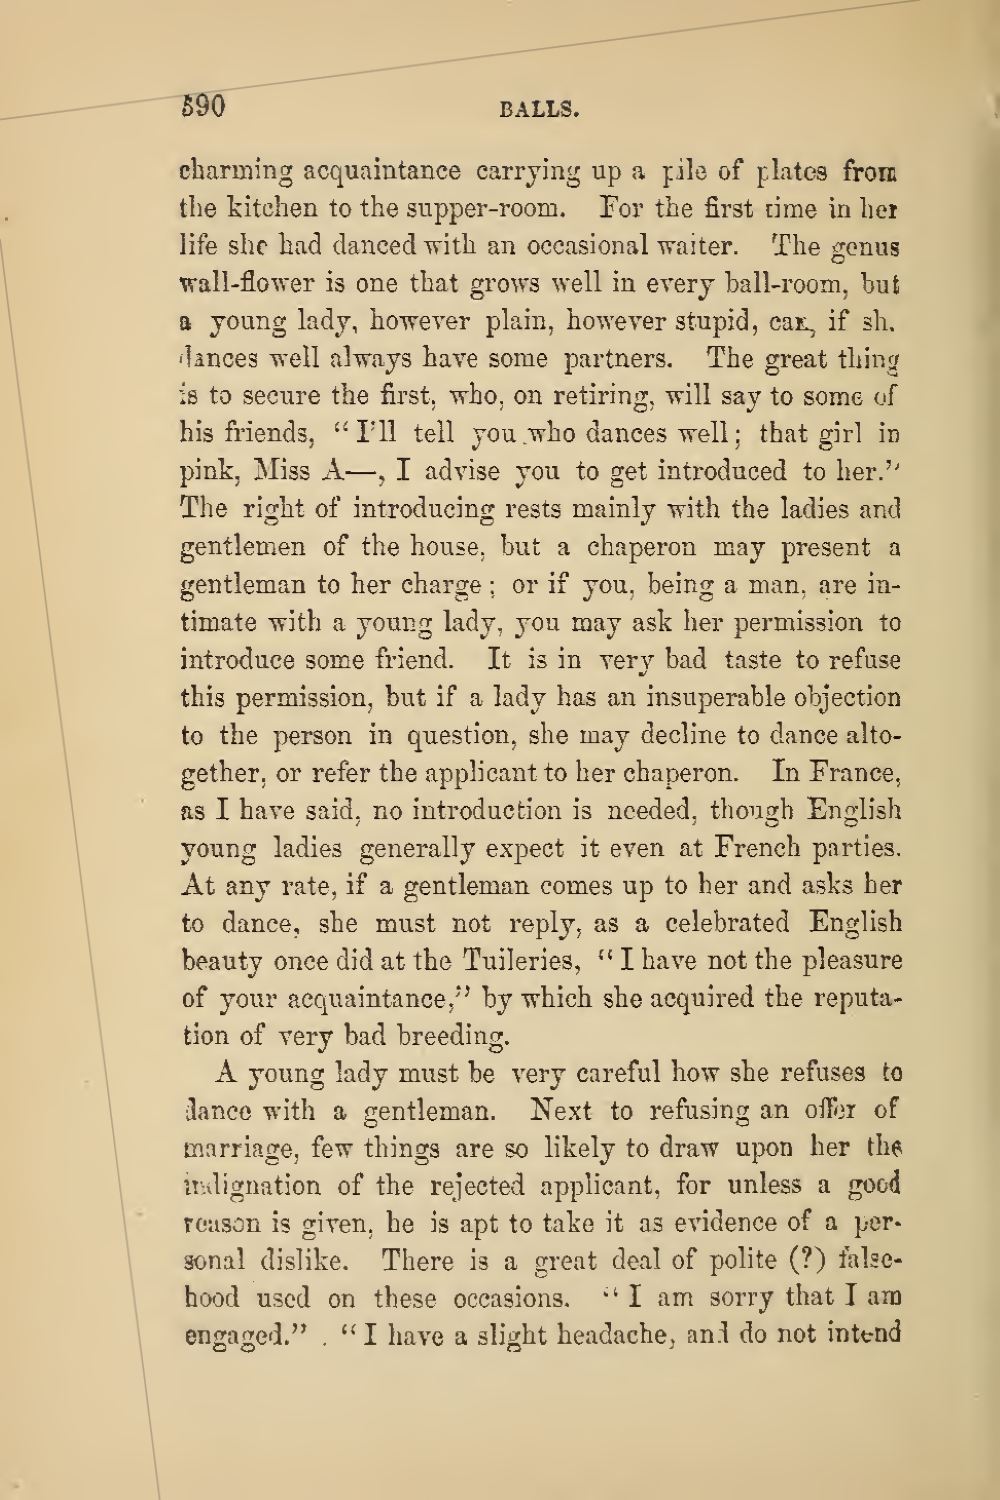 590 BALLS.
charming acquaintance carrying up a pile of plates from
the kitchen to the supper-room. For the first time in her
life she had danced with an occasional waiter. The genus
wall-flower is one that grows well in every ball-room, but
a young lady, however plain, however stupid, can, if sh.
dances well always have some partners. The great thing
is to secure the first, who, on retiring, will say to some of
his friends, “I'll tell you who dances well; that girl in
pink, Miss A—, I advise you to get introduced to her.”
The right of introducing rests mainly with the ladies and
gentlemen of the house, but a chaperon may present a
gentleman to her charge; or if you, being a man, are in-
timate with a young lady, you may ask her permission to
introduce some friend. It is in very bad taste to refuse
this permission, but if a lady has an insuperable objection
to the person in question, she may decline to dance alto-
gether, or refer the applicant to her chaperon. In France,
as I have said, no introduction is needed, though English
young ladies generally expect it even at French parties.
At any rate, if a gentleman comes up to her and asks her
to dance, she must not reply, as a celebrated English
beauty once did at the Tuileries, “I have not the pleasure
of your acquaintance,” by which she acquired the reputa-
tion of very bad breeding.
A young lady must be very careful how she refuses to
dance with a gentleman. Next to refusing an offer of
marriage, few things are so likely to draw upon her the
indignation of the rejected applicant, for unless a good
reason is given, he is apt to take it as evidence of a per-
sonal dislike. There is a great deal of polite (?) false-
hood used on these occasions. “I am sorry that I am
engaged.” “I have a slight headache, and do not intend